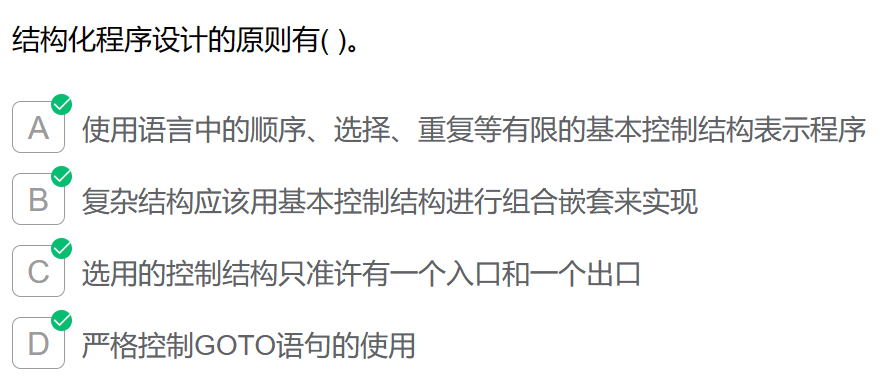 结构化程序设计的原则有( )。
A 使用语言中的顺序、选择、重复等有限的基本控制结构表示程序
B 复杂结构应该用基本控制结构进行组合嵌套来实现
C 选用的控制结构只准许有一个入口和一个出口
D 严格控制GOTO语句的使用